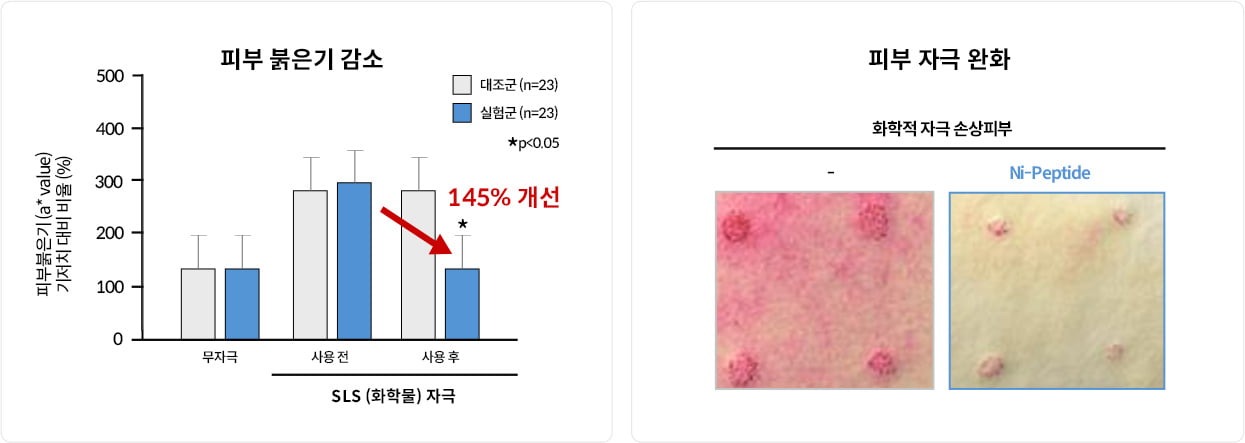 피부 붉은기 감소
대조군 (n=23)
실험군 (n=23)
*p<0.05
피부붉은기 (a* value)
기저치 대비 비율 (%)
500
400
300
200
100
0
145% 개선
*
무자극
사용 전
사용 후
SLS (화학물) 자극
피부 자극 완화
화학적 자극 손상피부
-
Ni-Peptide